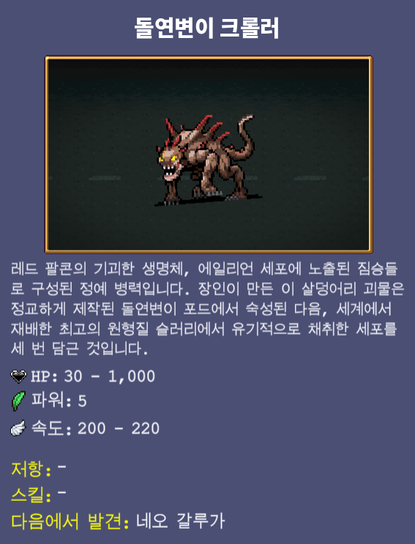 돌연변이 크롤러
레드 팔콘의 기괴한 생명체, 에일리언 세포에 노출된 짐승들
로 구성된 정예 병력입니다. 장인이 만든 이 살덩어리 괴물은
정교하게 제작된 돌연변이 포드에서 숙성된 다음, 세계에서
재배한 최고의 원형질 슬러리에서 유기적으로 채취한 세포를
세 번 담근 것입니다.
HP: 30 - 1,000
파워: 5
속도: 200 - 220
저항: -
스킬: -
다음에서 발견: 네오 갈루가